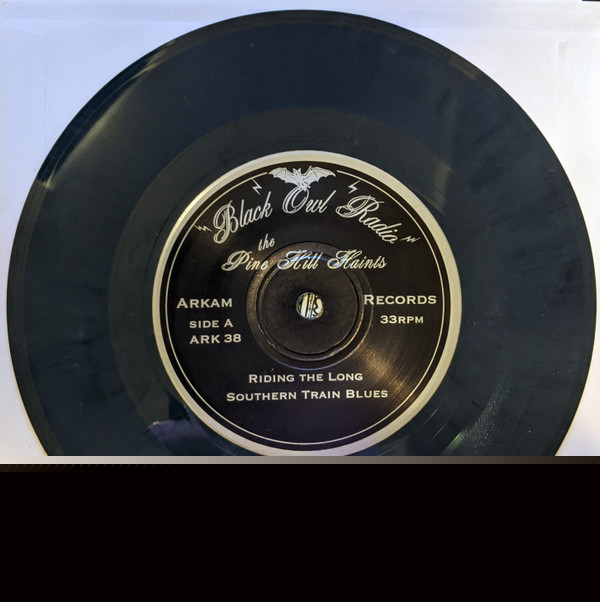 Black Owl Radio
the
Pine Hill Haints
ARKAM RECORDS
SIDE A 33RPM
ARK 38
RIDING THE LONG
SOUTHERN TRAIN BLUES